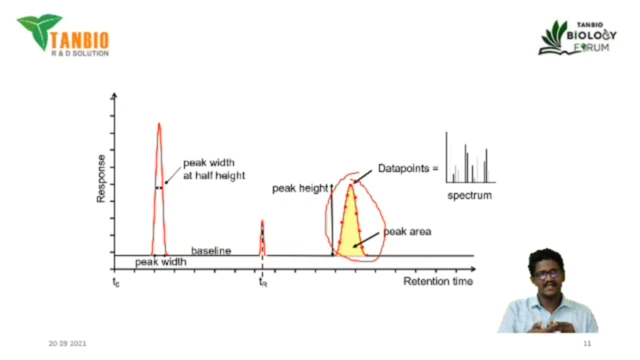 TANBIO
R & D SOLUTION
TANBIO
BIOLOGY
FORUM
Response
peak width
at half height
peak height
Datapoints =
spectrum
peak area
baseline
peak width
t0
tR
Retention time
20 09 2021
11